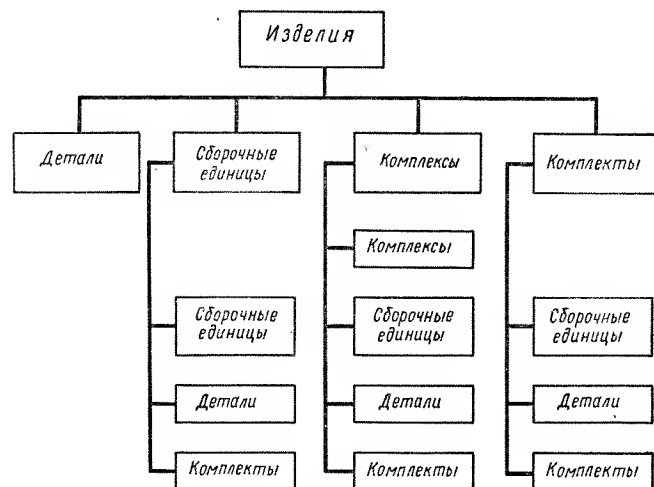 Изделия
Детали
Сборочные
единицы
Комплексы
Комплекты
Комплексы
Сборочные
единицы
Сборочные
единицы
Сборочные
единицы
Детали
Детали
Детали
Комплекты
Комплекты
Комплекты